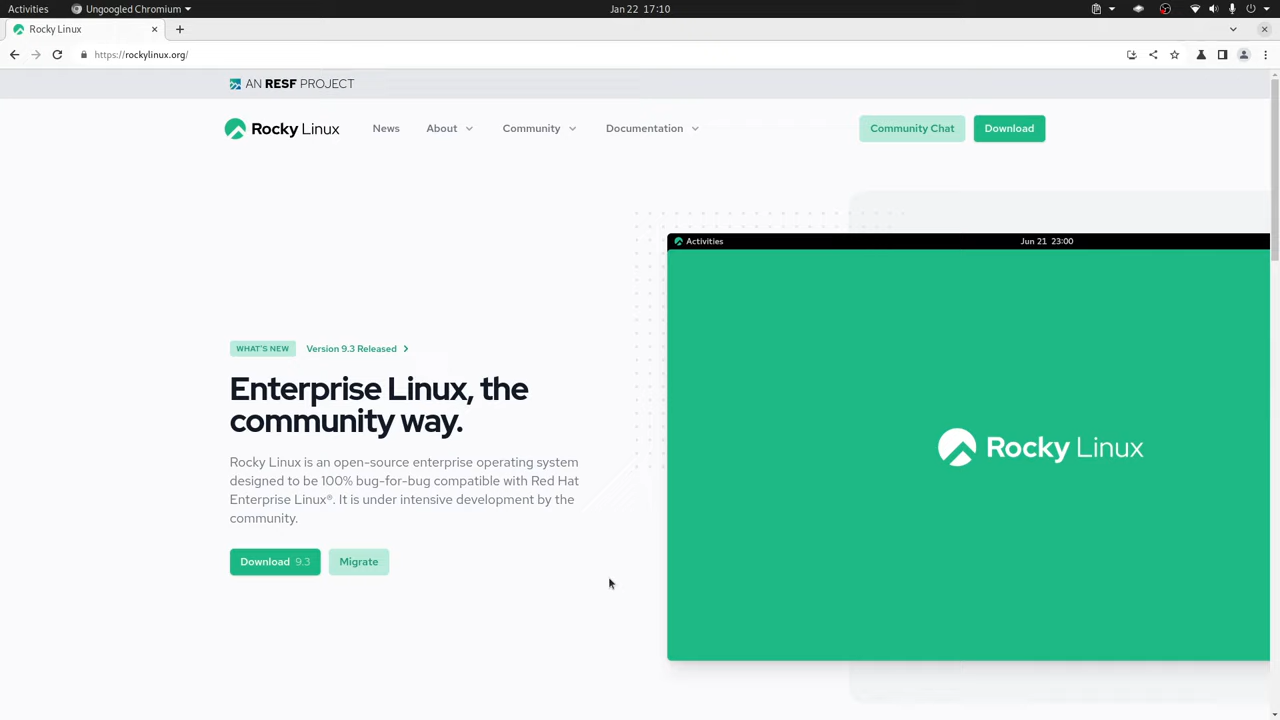 Activities
Ungoogled Chromium
Jan 22 17:10
Rocky Linux
https://rockylinux.org/
AN RESF PROJECT
Rocky Linux
News
About
Community
Documentation
Community Chat
Download
Activities
Jun 21 23:00
Rocky Linux
WHAT'S NEW
Version 9.3 Released
Enterprise Linux, the
community way.
Rocky Linux is an open-source enterprise operating system
designed to be 100% bug-for-bug compatible with Red Hat
Enterprise Linux®. It is under intensive development by the
community.
Download 9.3
Migrate